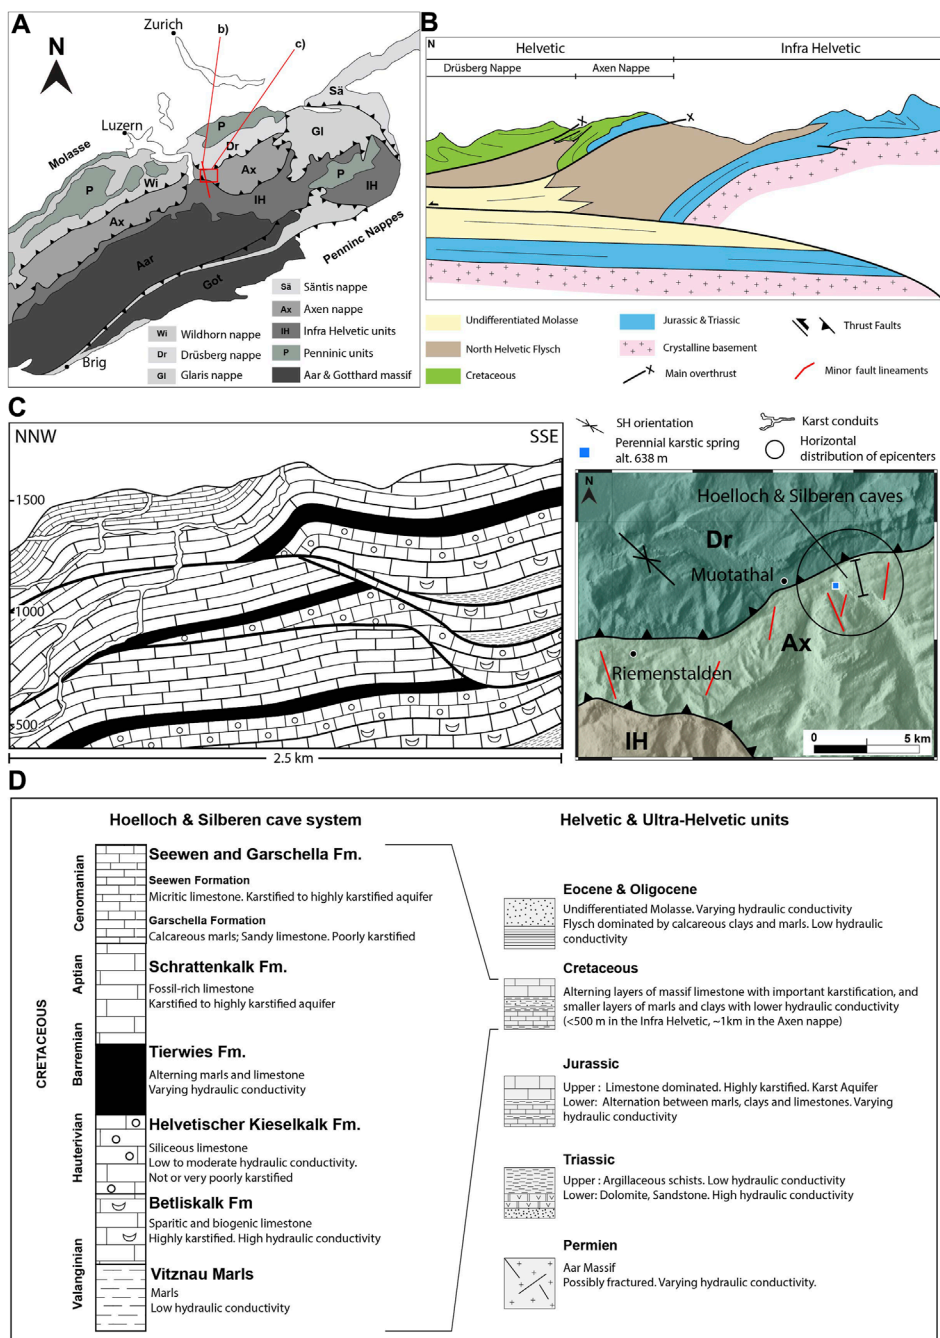 A
Zurich
b)
c)
N
Sä
Luzern
P
Gl
Molasse
Dr
P
Wi
Ax
P
IH
IH
Ax
Penninc Nappes
Aar
Got
Sä Säntis nappe
Ax Axen nappe
Wi Wildhorn nappe
IH Infra Helvetic units
Dr Drüsberg nappe
P Penninic units
Gl Glaris nappe
Aar & Gotthard massif
Brig
B
N
Helvetic
Infra Helvetic
Drüsberg Nappe
Axen Nappe
Undifferentiated Molasse
Jurassic & Triassic
Thrust Faults
North Helvetic Flysch
Crystalline basement
Cretaceous
Main overthrust
Minor fault lineaments
C
NNW
SSE
1500
1000
500
2.5 km
SH orientation
Karst conduits
Perennial karstic spring
alt. 638 m
Horizontal
distribution of epicenters
N
Hoelloch & Silberen caves
Dr
Muotathal
Ax
Riemenstalden
IH
0 5 km
D
Hoelloch & Silberen cave system
CRETACEOUS
Cenomanian
Seewen and Garschella Fm.
Seewen Formation
Micritic limestone. Karstified to highly karstified aquifer
Garschella Formation
Calcareous marls; Sandy limestone. Poorly karstified
Aptian
Schrattenkalk Fm.
Fossil-rich limestone
Karstified to highly karstified aquifer
Barremian
Tierwies Fm.
Alterning marls and limestone
Varying hydraulic conductivity
Hauterivian
Helvetischer Kieselkalk Fm.
Siliceous limestone
Low to moderate hydraulic conductivity.
Not or very poorly karstified
Betliskalk Fm
Sparitic and biogenic limestone
Highly karstified. High hydraulic conductivity
Valanginian
Vitznau Marls
Marls
Low hydraulic conductivity
Helvetic & Ultra-Helvetic units
Eocene & Oligocene
Undifferentiated Molasse. Varying hydraulic conductivity
Flysch dominated by calcareous clays and marls. Low hydraulic
conductivity
Cretaceous
Alterning layers of massif limestone with important karstification, and
smaller layers of marls and clays with lower hydraulic conductivity
(<500 m in the Infra Helvetic, ~1km in the Axen nappe)
Jurassic
Upper : Limestone dominated. Highly karstified. Karst Aquifer
Lower: Alternation between marls, clays and limestones. Varying
hydraulic conductivity
Triassic
Upper : Argillaceous schists. Low hydraulic conductivity
Lower: Dolomite, Sandstone. High hydraulic conductivity
Permien
Aar Massif
Possibly fractured. Varying hydraulic conductivity.